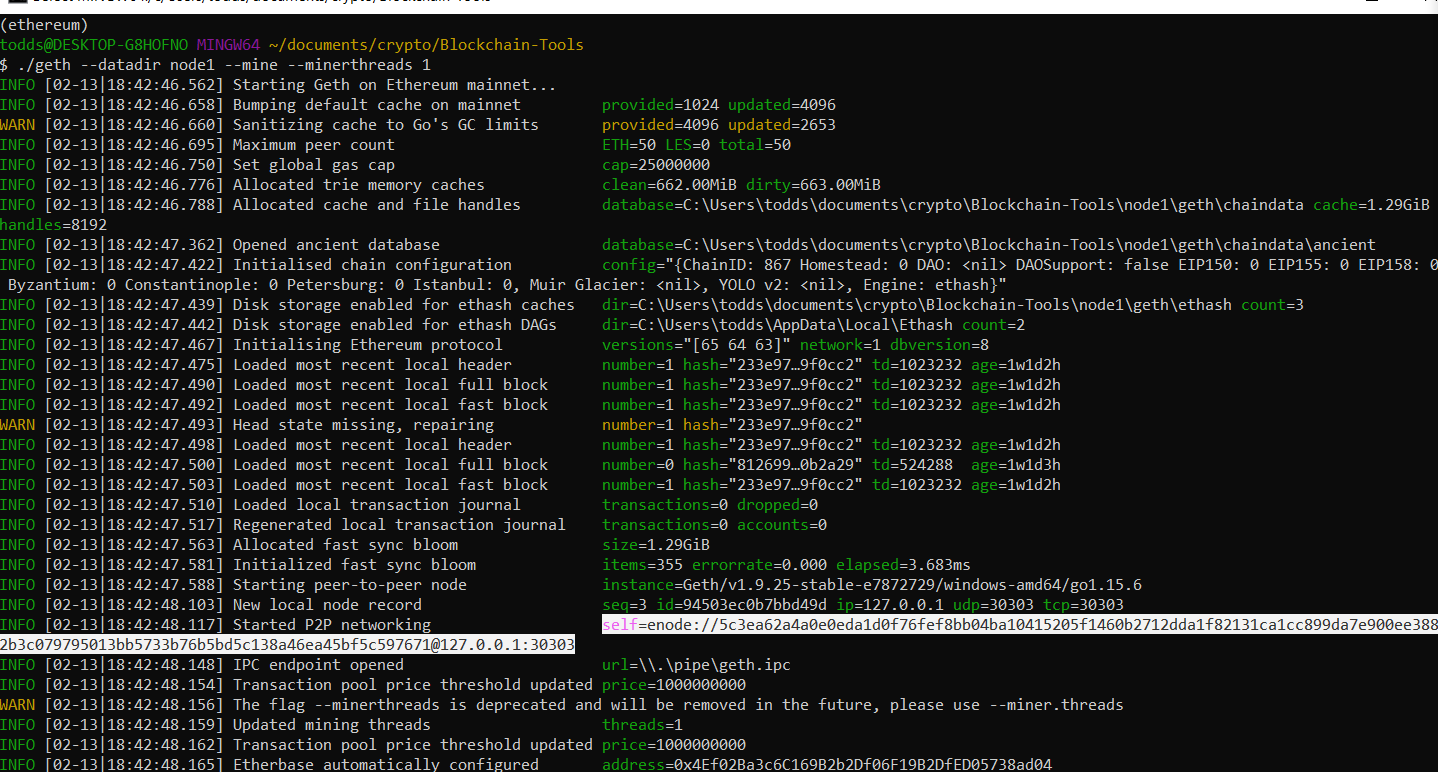 (ethereum)
todds@DESKTOP-G8HOFNO MINGW64 ~/documents/crypto/Blockchain-Tools
$ ./geth --datadir node1 --mine --minerthreads 1
INFO [02-13|18:42:46.562] Starting Geth on Ethereum mainnet...
INFO [02-13|18:42:46.658] Bumping default cache on mainnet provided=1024 updated=4096
WARN [02-13|18:42:46.660] Sanitizing cache to Go's GC limits provided=4096 updated=2653
INFO [02-13|18:42:46.695] Maximum peer count ETH=50 LES=0 total=50
INFO [02-13|18:42:46.750] Set global gas cap cap=25000000
INFO [02-13|18:42:46.776] Allocated trie memory caches clean=662.00MiB dirty=663.00MiB
INFO [02-13|18:42:46.788] Allocated cache and file handles database=C:\Users\todds\documents\crypto\Blockchain-Tools\node1\geth\chaindata cache=1.29GiB
handles=8192
INFO [02-13|18:42:47.362] Opened ancient database database=C:\Users\todds\documents\crypto\Blockchain-Tools\node1\geth\chaindata\ancient
INFO [02-13|18:42:47.422] Initialised chain configuration config="{ChainID: 867 Homestead: 0 DAO: <nil> DAOSupport: false EIP150: 0 EIP155: 0 EIP158: 0
Byzantium: 0 Constantinople: 0 Petersburg: 0 Istanbul: 0, Muir Glacier: <nil>, YOLO v2: <nil>, Engine: ethash}"
INFO [02-13|18:42:47.439] Disk storage enabled for ethash caches dir=C:\Users\todds\documents\crypto\Blockchain-Tools\node1\geth\ethash count=3
INFO [02-13|18:42:47.442] Disk storage enabled for ethash DAGs dir=C:\Users\todds\AppData\Local\Ethash count=2
INFO [02-13|18:42:47.467] Initialising Ethereum protocol versions="[65 64 63]" network=1 dbversion=8
INFO [02-13|18:42:47.475] Loaded most recent local header number=1 hash="233e97…9f0cc2" td=1023232 age=1w1d2h
INFO [02-13|18:42:47.490] Loaded most recent local full block number=1 hash="233e97…9f0cc2" td=1023232 age=1w1d2h
INFO [02-13|18:42:47.492] Loaded most recent local fast block number=1 hash="233e97…9f0cc2" td=1023232 age=1w1d2h
WARN [02-13|18:42:47.493] Head state missing, repairing number=1 hash="233e97…9f0cc2"
INFO [02-13|18:42:47.498] Loaded most recent local header number=1 hash="233e97…9f0cc2" td=1023232 age=1w1d2h
INFO [02-13|18:42:47.500] Loaded most recent local full block number=0 hash="812699…0b2a29" td=524288 age=1w1d3h
INFO [02-13|18:42:47.503] Loaded most recent local fast block number=1 hash="233e97…9f0cc2" td=1023232 age=1w1d2h
INFO [02-13|18:42:47.510] Loaded local transaction journal transactions=0 dropped=0
INFO [02-13|18:42:47.517] Regenerated local transaction journal transactions=0 accounts=0
INFO [02-13|18:42:47.563] Allocated fast sync bloom size=1.29GiB
INFO [02-13|18:42:47.581] Initialized fast sync bloom items=355 errorrate=0.000 elapsed=3.683ms
INFO [02-13|18:42:47.588] Starting peer-to-peer node instance=Geth/v1.9.25-stable-e7872729/windows-amd64/go1.15.6
INFO [02-13|18:42:48.103] New local node record seq=3 id=94503ec0b7bbd49d ip=127.0.0.1 udp=30303 tcp=30303
INFO [02-13|18:42:48.117] Started P2P networking self=enode://5c3ea62a4a0e0eda1d0f76fef8bb04ba10415205f1460b2712dda1f82131ca1cc899da7e900ee388
2b3c079795013bb5733b76b5bd5c138a46ea45bf5c597671@127.0.0.1:30303
INFO [02-13|18:42:48.148] IPC endpoint opened url=\\.\pipe\geth.ipc
INFO [02-13|18:42:48.154] Transaction pool price threshold updated price=1000000000
WARN [02-13|18:42:48.156] The flag --minerthreads is deprecated and will be removed in the future, please use --miner.threads
INFO [02-13|18:42:48.159] Updated mining threads threads=1
INFO [02-13|18:42:48.162] Transaction pool price threshold updated price=1000000000
INFO [02-13|18:42:48.165] Etherbase automatically configured address=0x4Ef02Ba3c6C169B2b2Df06F19B2DfED05738ad04